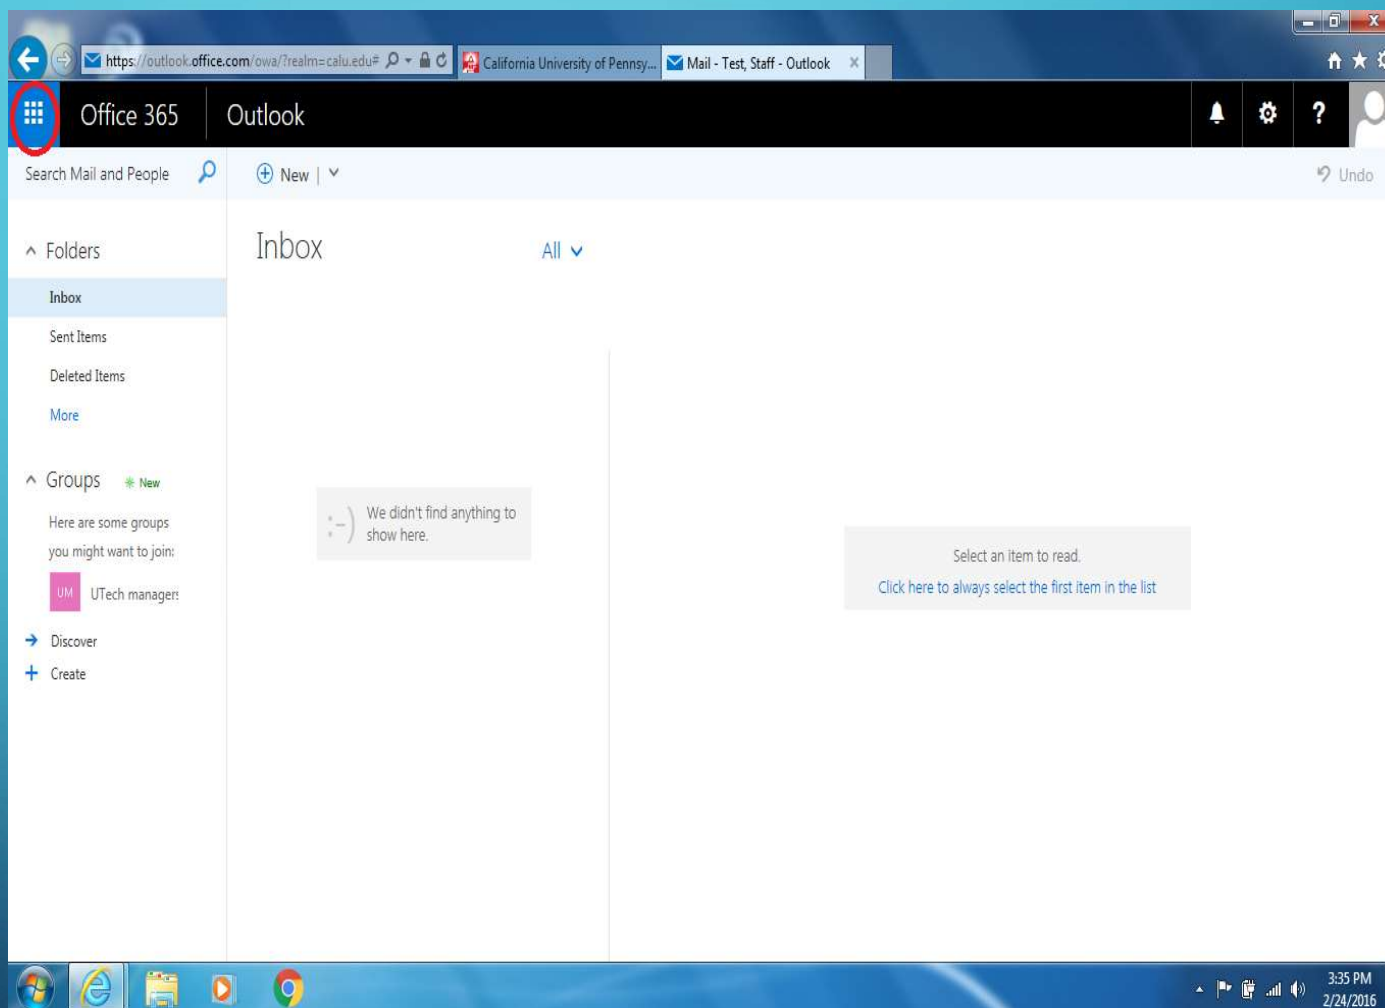 https://outlook.office.com/owa/?realm=calu.edu#
California University of Pennsy...
Mail - Test, Staff - Outlook
Office 365
Outlook
?
Search Mail and People
New
Undo
Folders
Inbox
Sent Items
Deleted Items
More
Groups
New
Here are some groups
you might want to join:
UM
UTech managers
Discover
Create
Inbox
All
:-)
We didn't find anything to
show here.
Select an item to read.
Click here to always select the first item in the list
3:35 PM
2/24/2016